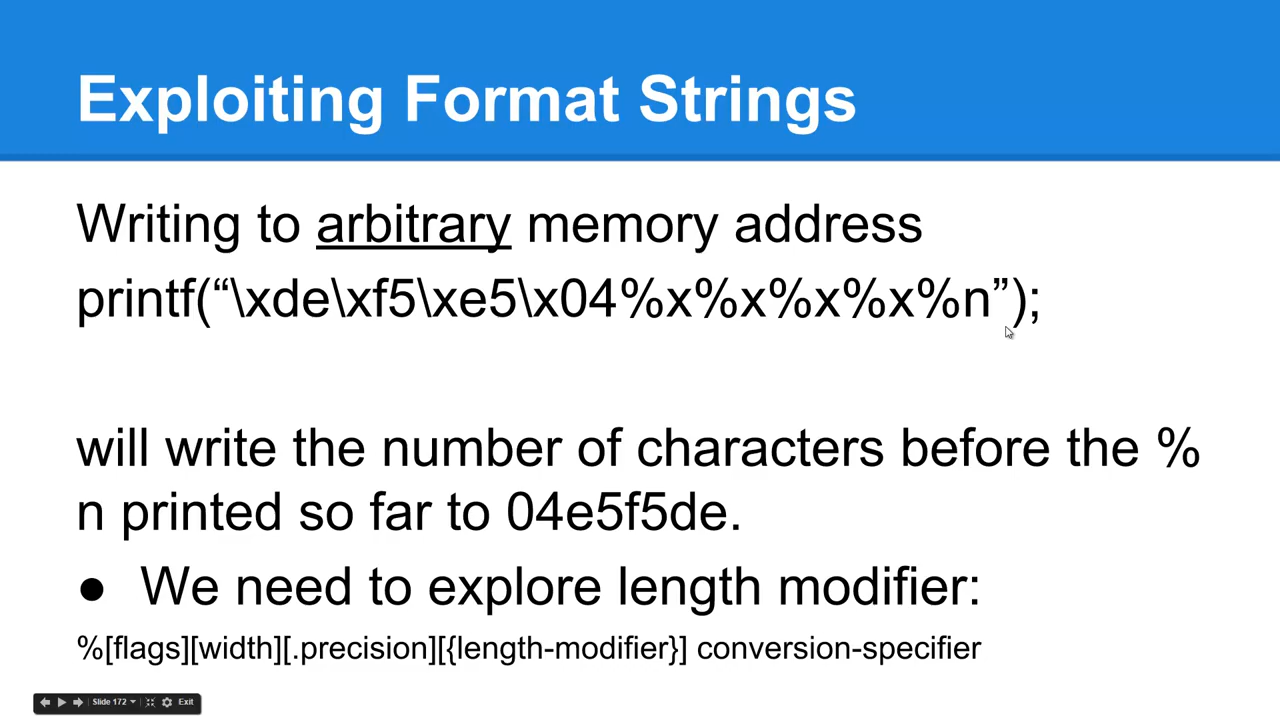 Exploiting Format Strings
Writing to arbitrary memory address
printf(“\xde\xf5\xe5\x04%x%x%x%x%n”);
will write the number of characters before the %
n printed so far to 04e5f5de.
● We need to explore length modifier:
%[flags][width][.precision][{length-modifier}] conversion-specifier
Slide 172 Exit